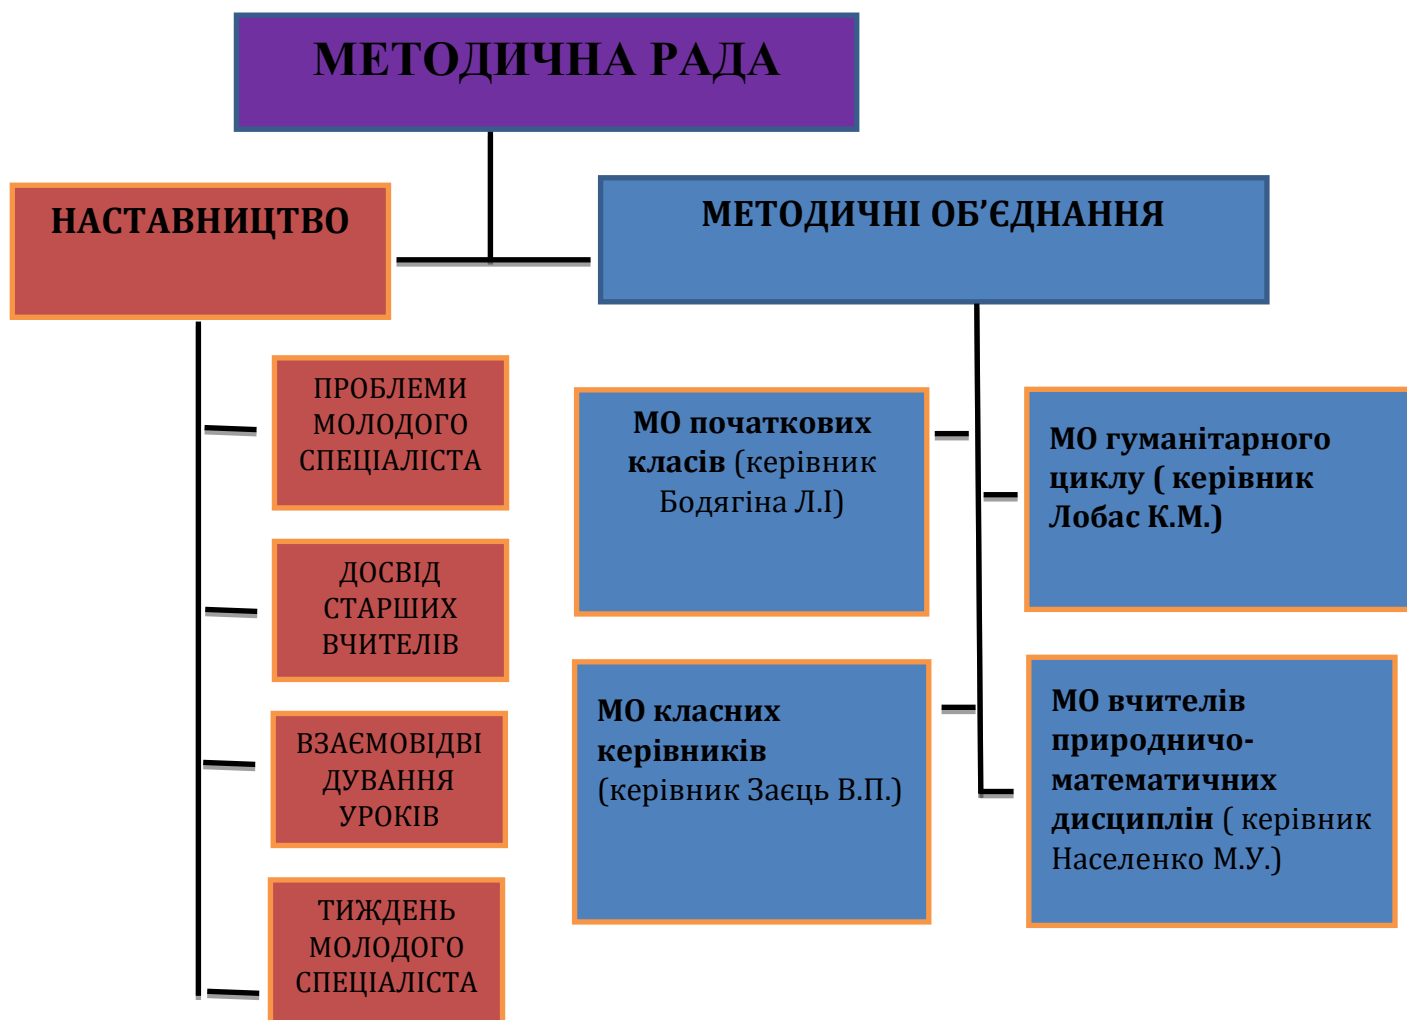 МЕТОДИЧНА РАДА
НАСТАВНИЦТВО
МЕТОДИЧНІ ОБ’ЄДНАННЯ
ПРОБЛЕМИ
МОЛОДОГО
СПЕЦІАЛІСТА
ДОСВІД
СТАРШИХ
ВЧИТЕЛІВ
ВЗАЄМОВІДВІ
ДУВАННЯ
УРОКІВ
ТИЖДЕНЬ
МОЛОДОГО
СПЕЦІАЛІСТА
МО початкових
класів (керівник
Бодягіна Л.І)
МО гуманітарного
циклу ( керівник
Лобас К.М.)
МО класних
керівників
(керівник Заєць В.П.)
МО вчителів
природничо-
математичних
дисциплін ( керівник
Населенко М.У.)